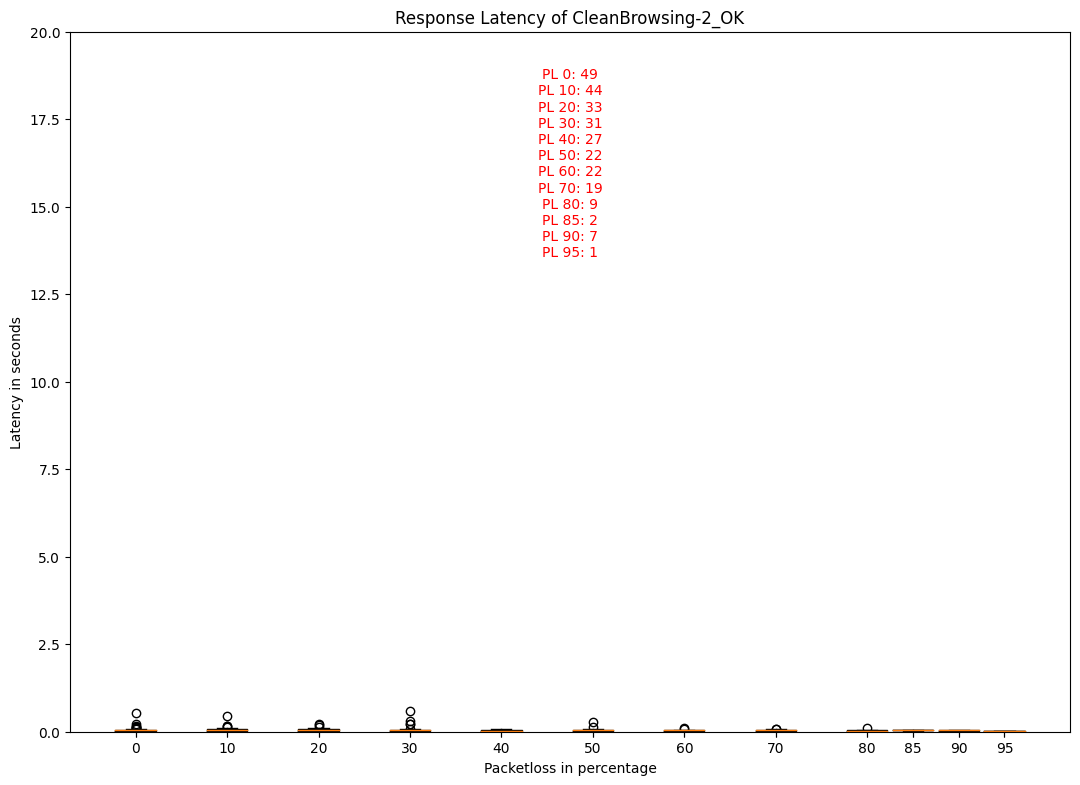 Response Latency of CleanBrowsing-2_OK
20.0
17.5
15.0
12.5
10.0
7.5
5.0
2.5
0.0
Latency in seconds
PL 0: 49
PL 10: 44
PL 20: 33
PL 30: 31
PL 40: 27
PL 50: 22
PL 60: 22
PL 70: 19
PL 80: 9
PL 85: 2
PL 90: 7
PL 95: 1
0 10 20 30 40 50 60 70 80 85 90 95
Packetloss in percentage